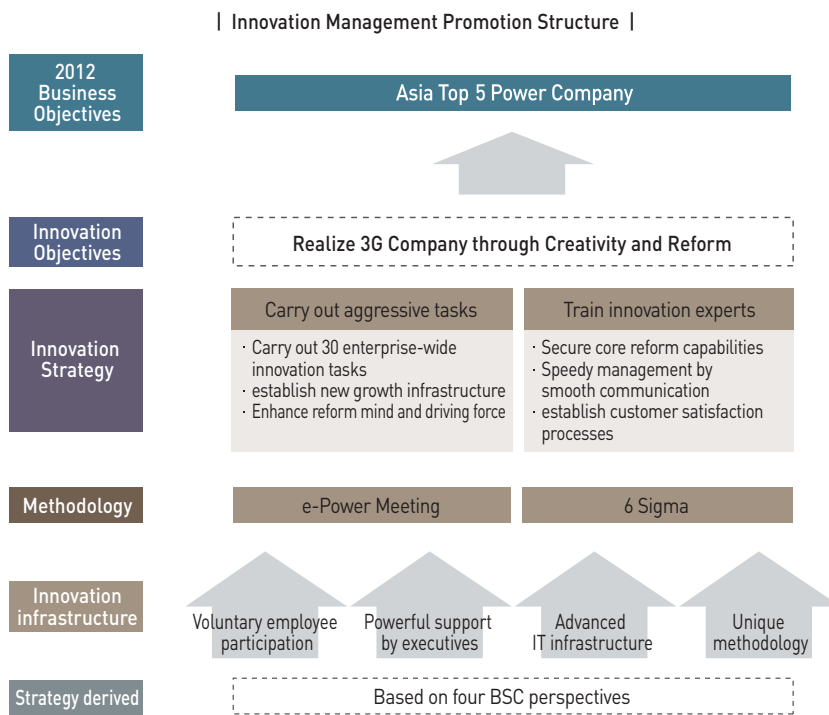 | Innovation Management Promotion Structure |
2012
Business
Objectives
Asia Top 5 Power Company
Innovation
Objectives
Realize 3G Company through Creativity and Reform
Innovation
Strategy
Carry out aggressive tasks
· Carry out 30 enterprise-wide
innovation tasks
· establish new growth infrastructure
· Enhance reform mind and driving force
Train innovation experts
· Secure core reform capabilities
· Speedy management by
smooth communication
· establish customer satisfaction
processes
Methodology
e-Power Meeting
6 Sigma
Innovation
infrastructure
Voluntary employee
participation
Powerful support
by executives
Advanced
IT infrastructure
Unique
methodology
Strategy derived
Based on four BSC perspectives